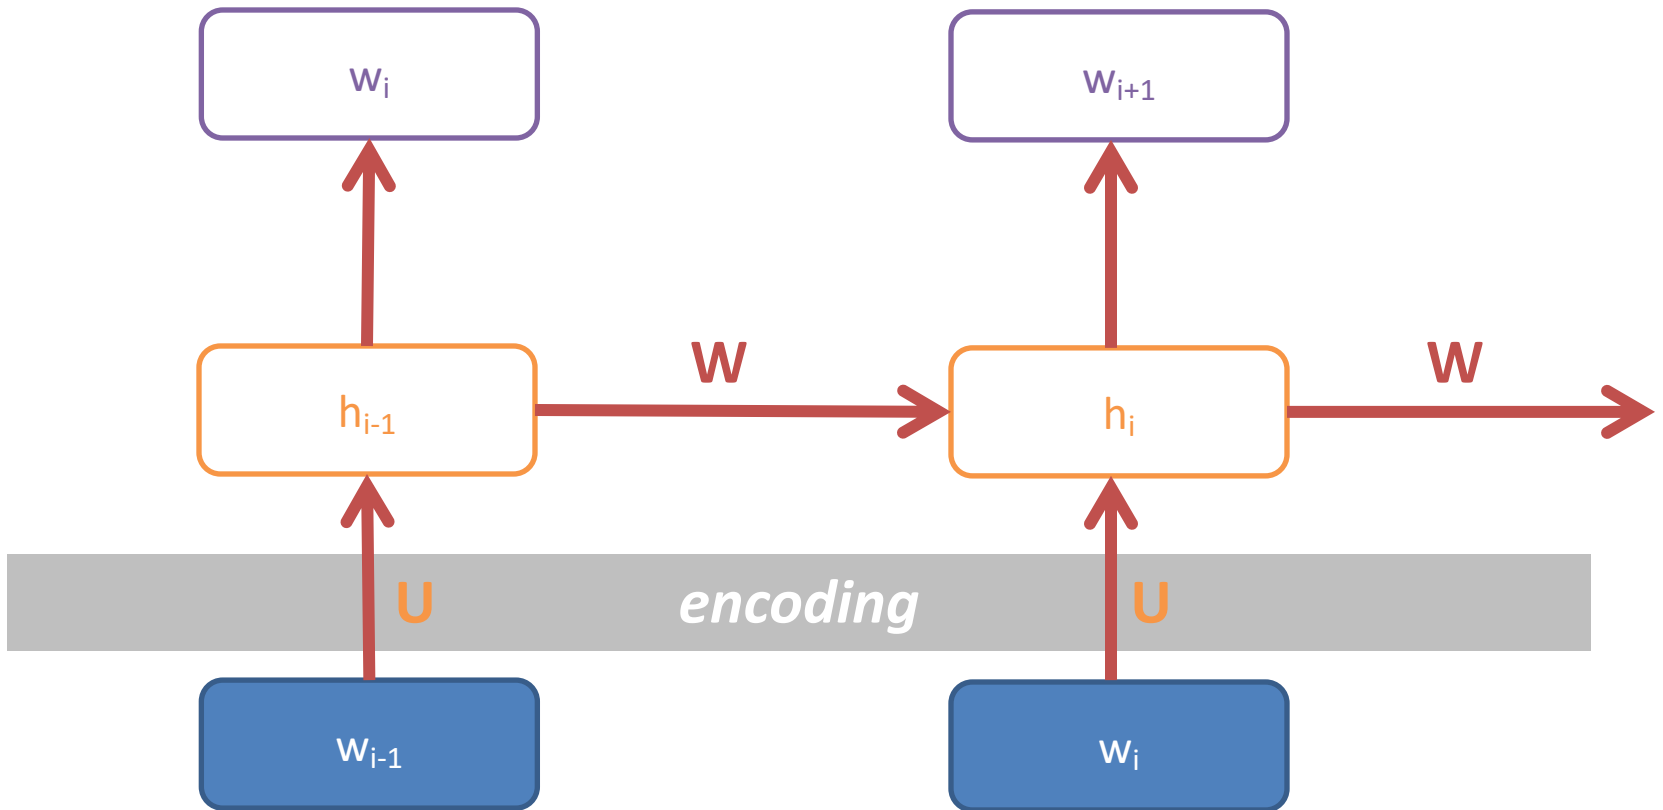 wᵢ wᵢ₊₁
W W
hᵢ₋₁ hᵢ
U encoding U
wᵢ₋₁ wᵢ